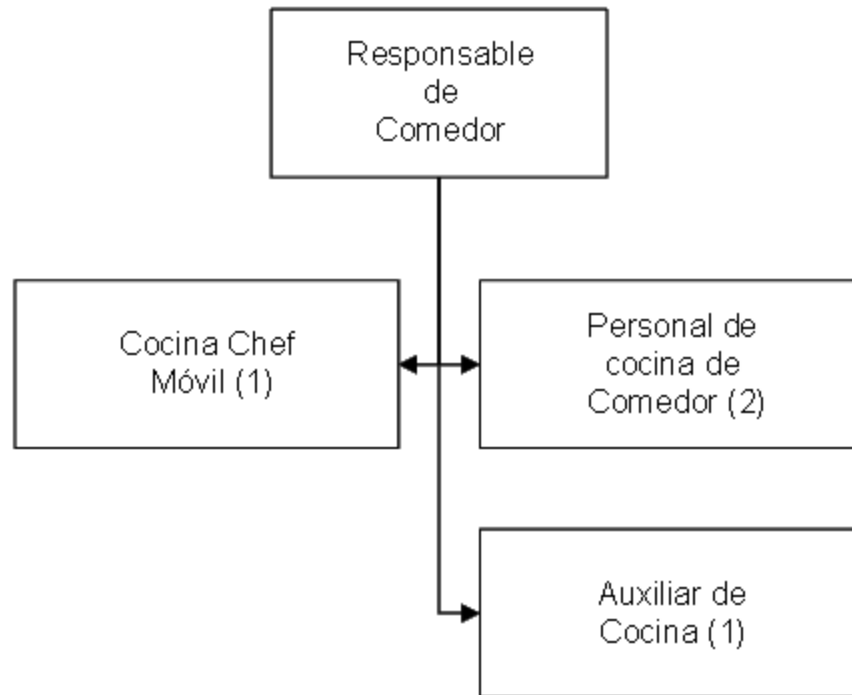 Responsable
de
Comedor
Cocina Chef
Móvil (1)
Personal de
cocina de
Comedor (2)
Auxiliar de
Cocina (1)